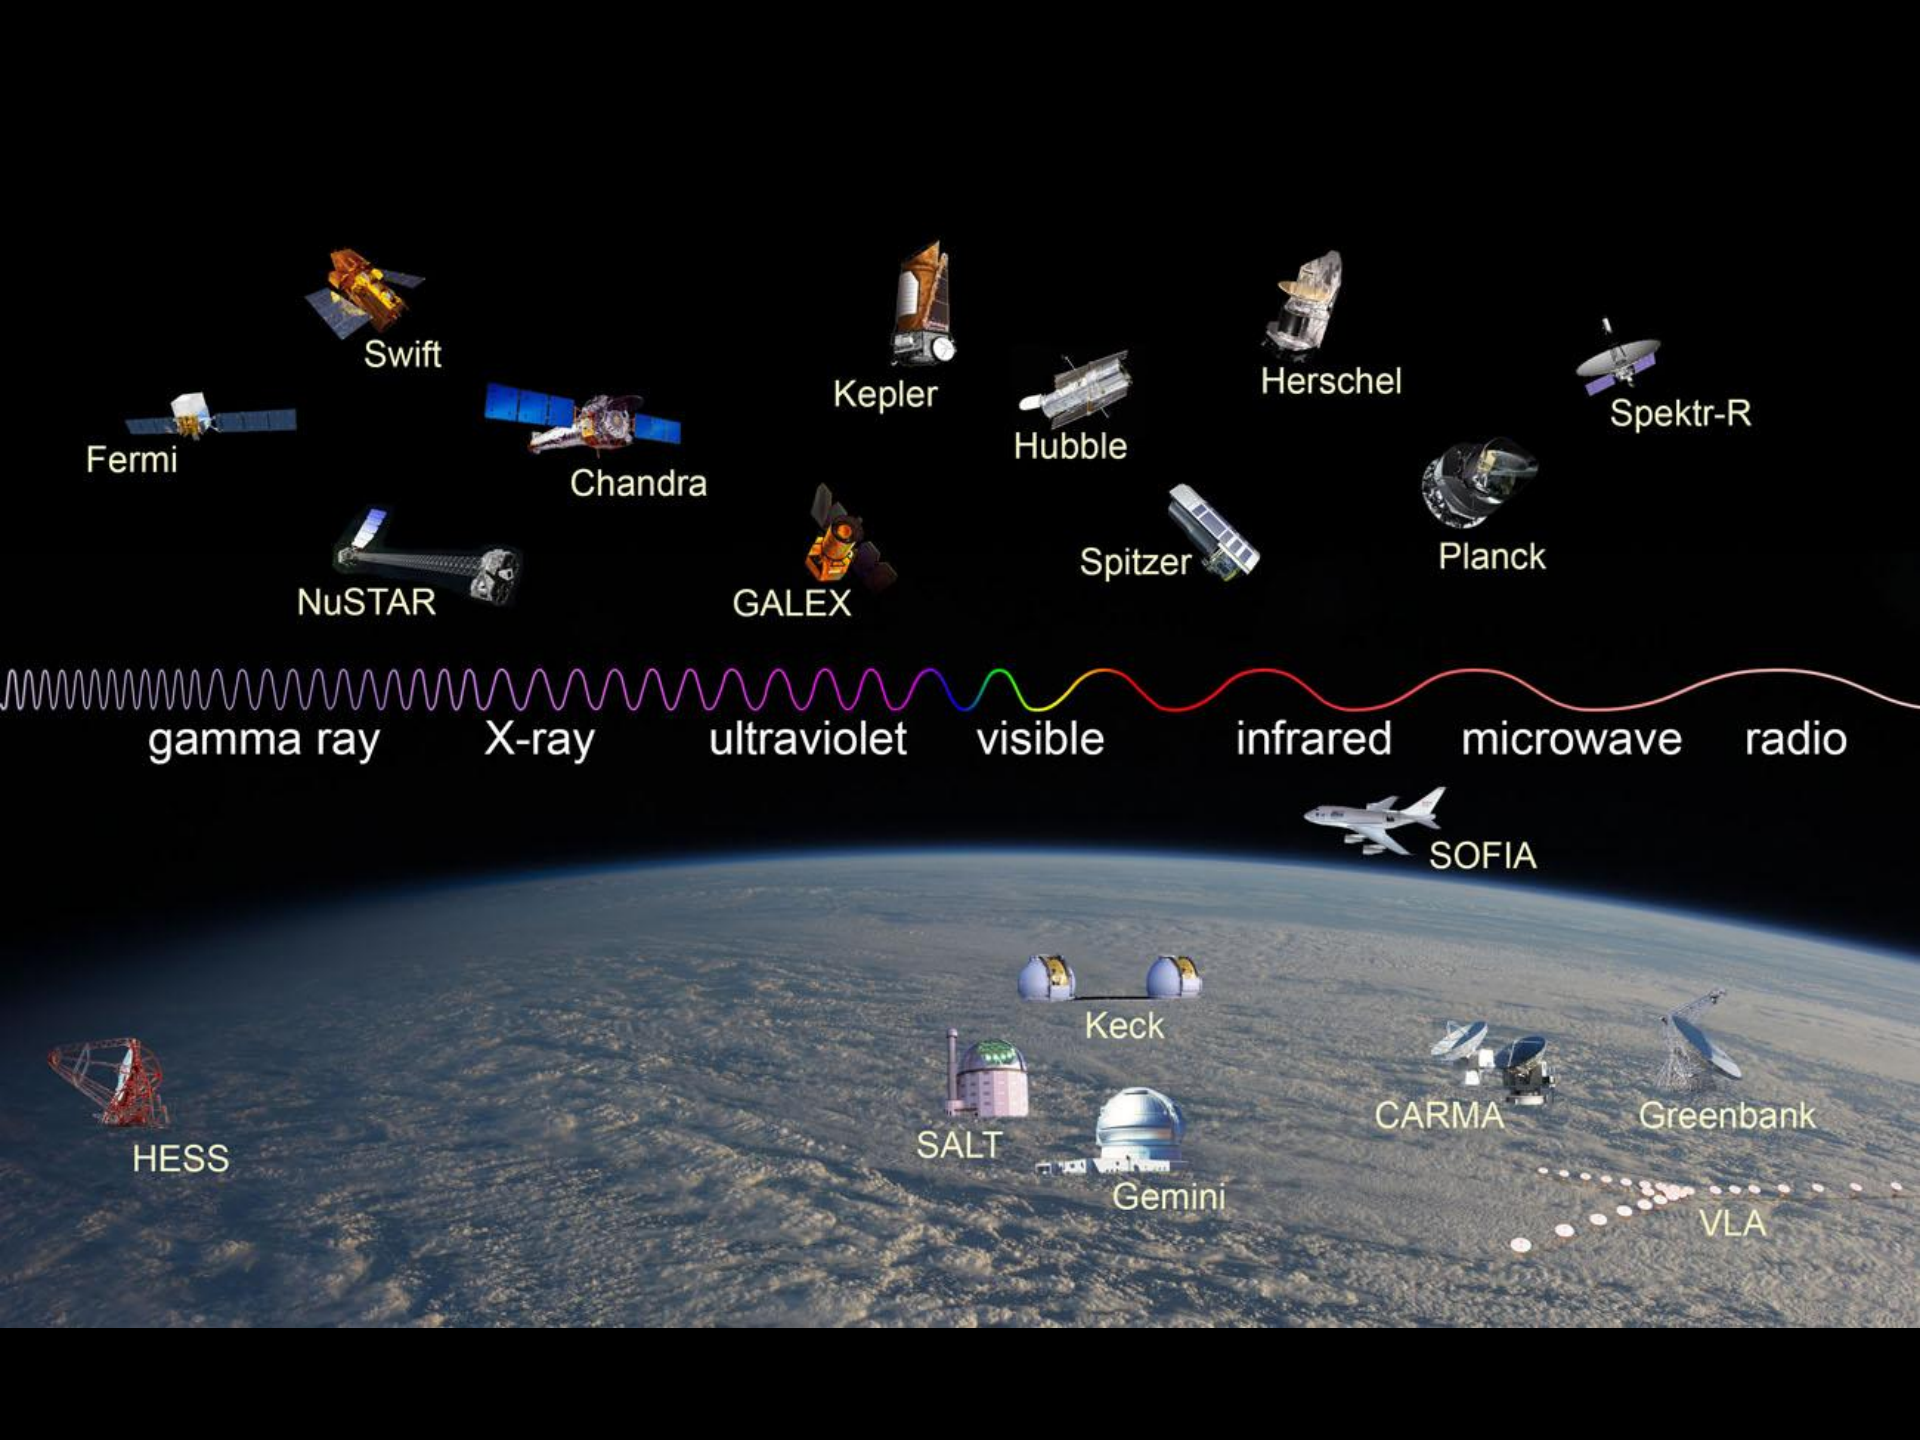 Swift
Kepler
Herschel
Spektr-R
Hubble
Fermi
Chandra
Spitzer
Planck
NuSTAR
GALEX
gamma ray
X-ray
ultraviolet
visible
infrared
microwave
radio
SOFIA
Keck
CARMA
Greenbank
SALT
HESS
Gemini
VLA